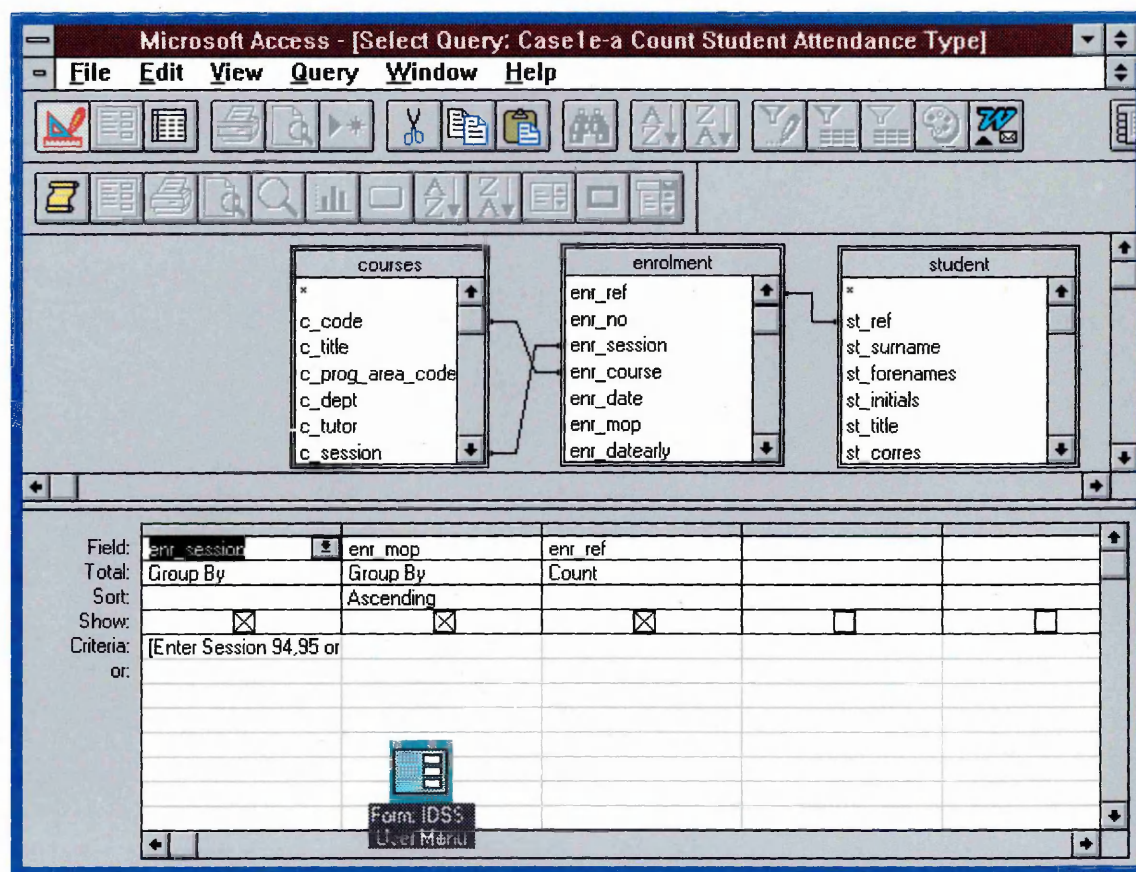 Microsoft Access - [Select Query: Case1e-a Count Student Attendance Type]
File Edit View Query Window Help
courses
*
c_code
c_title
c_prog_area_code
c_dept
c_tutor
c_session
enrolment
enr_ref
enr_no
enr_session
enr_course
enr_date
enr_mop
enr_datearly
student
*
st_ref
st_surname
st_forenames
st_initials
st_title
st_corres
Field: enr_session enr_mop enr_ref
Total: Group By Group By Count
Sort: Ascending
Show:
Criteria: [Enter Session 94,95 or
or:
Form: IDSS
User Menu